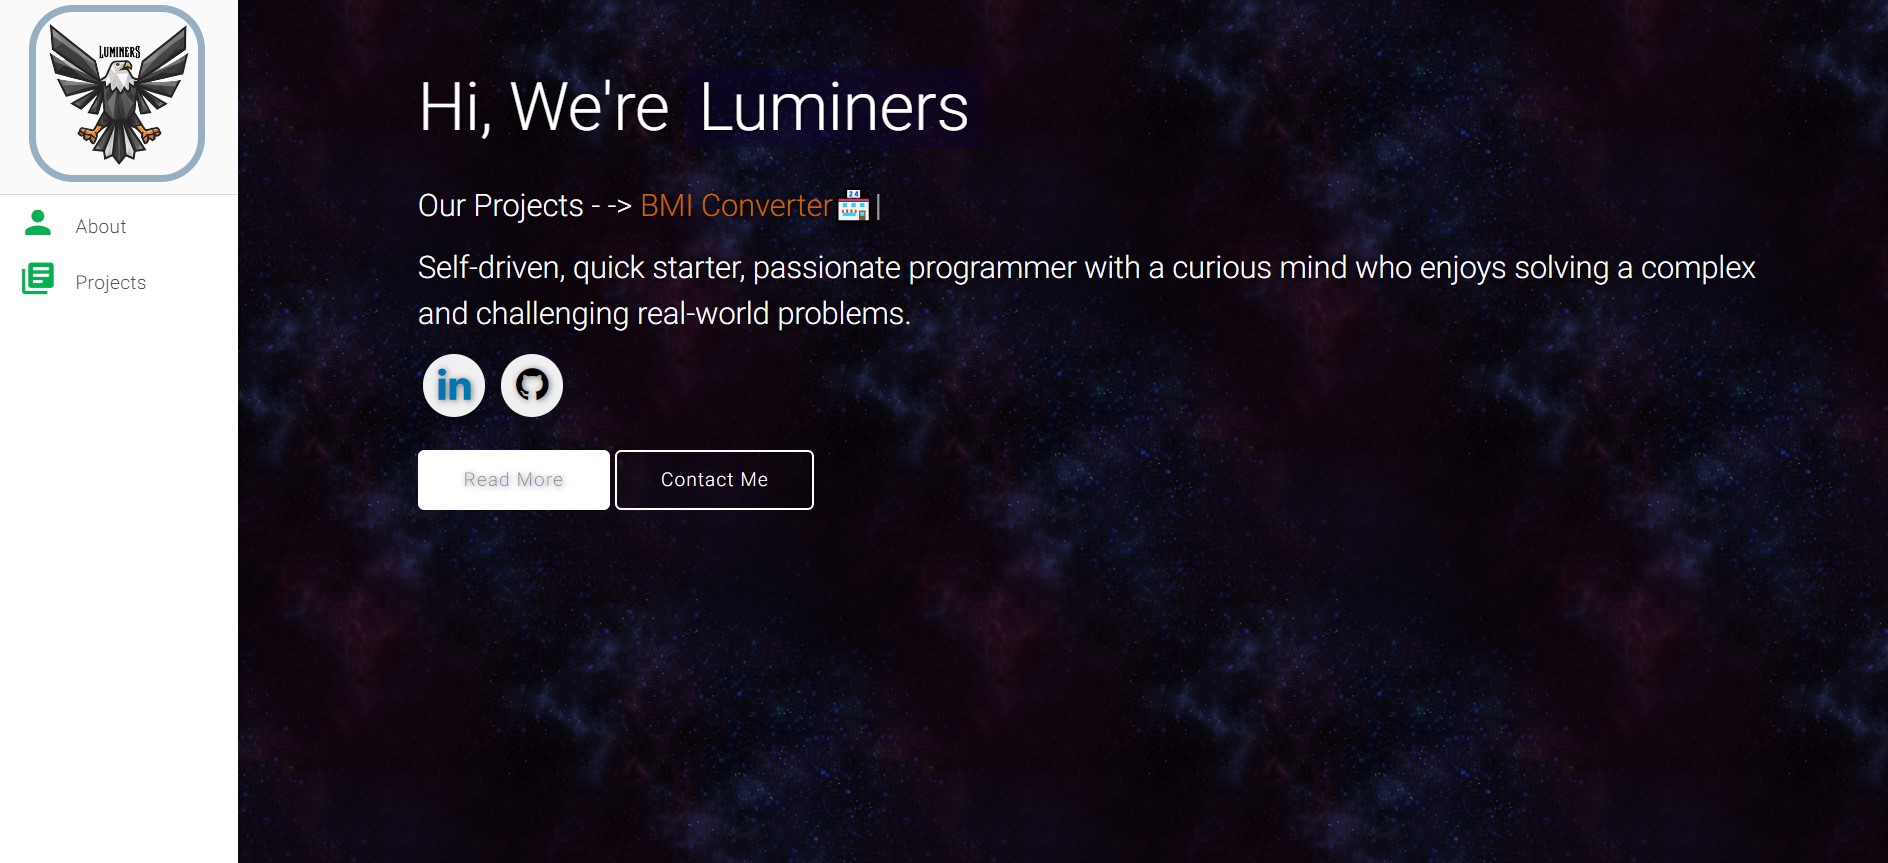 LUMINERS
About
Projects
Hi, We're Luminers
Our Projects - -> BMI Converter🏪|
Self-driven, quick starter, passionate programmer with a curious mind who enjoys solving a complex
and challenging real-world problems.
in
Read More
Contact Me